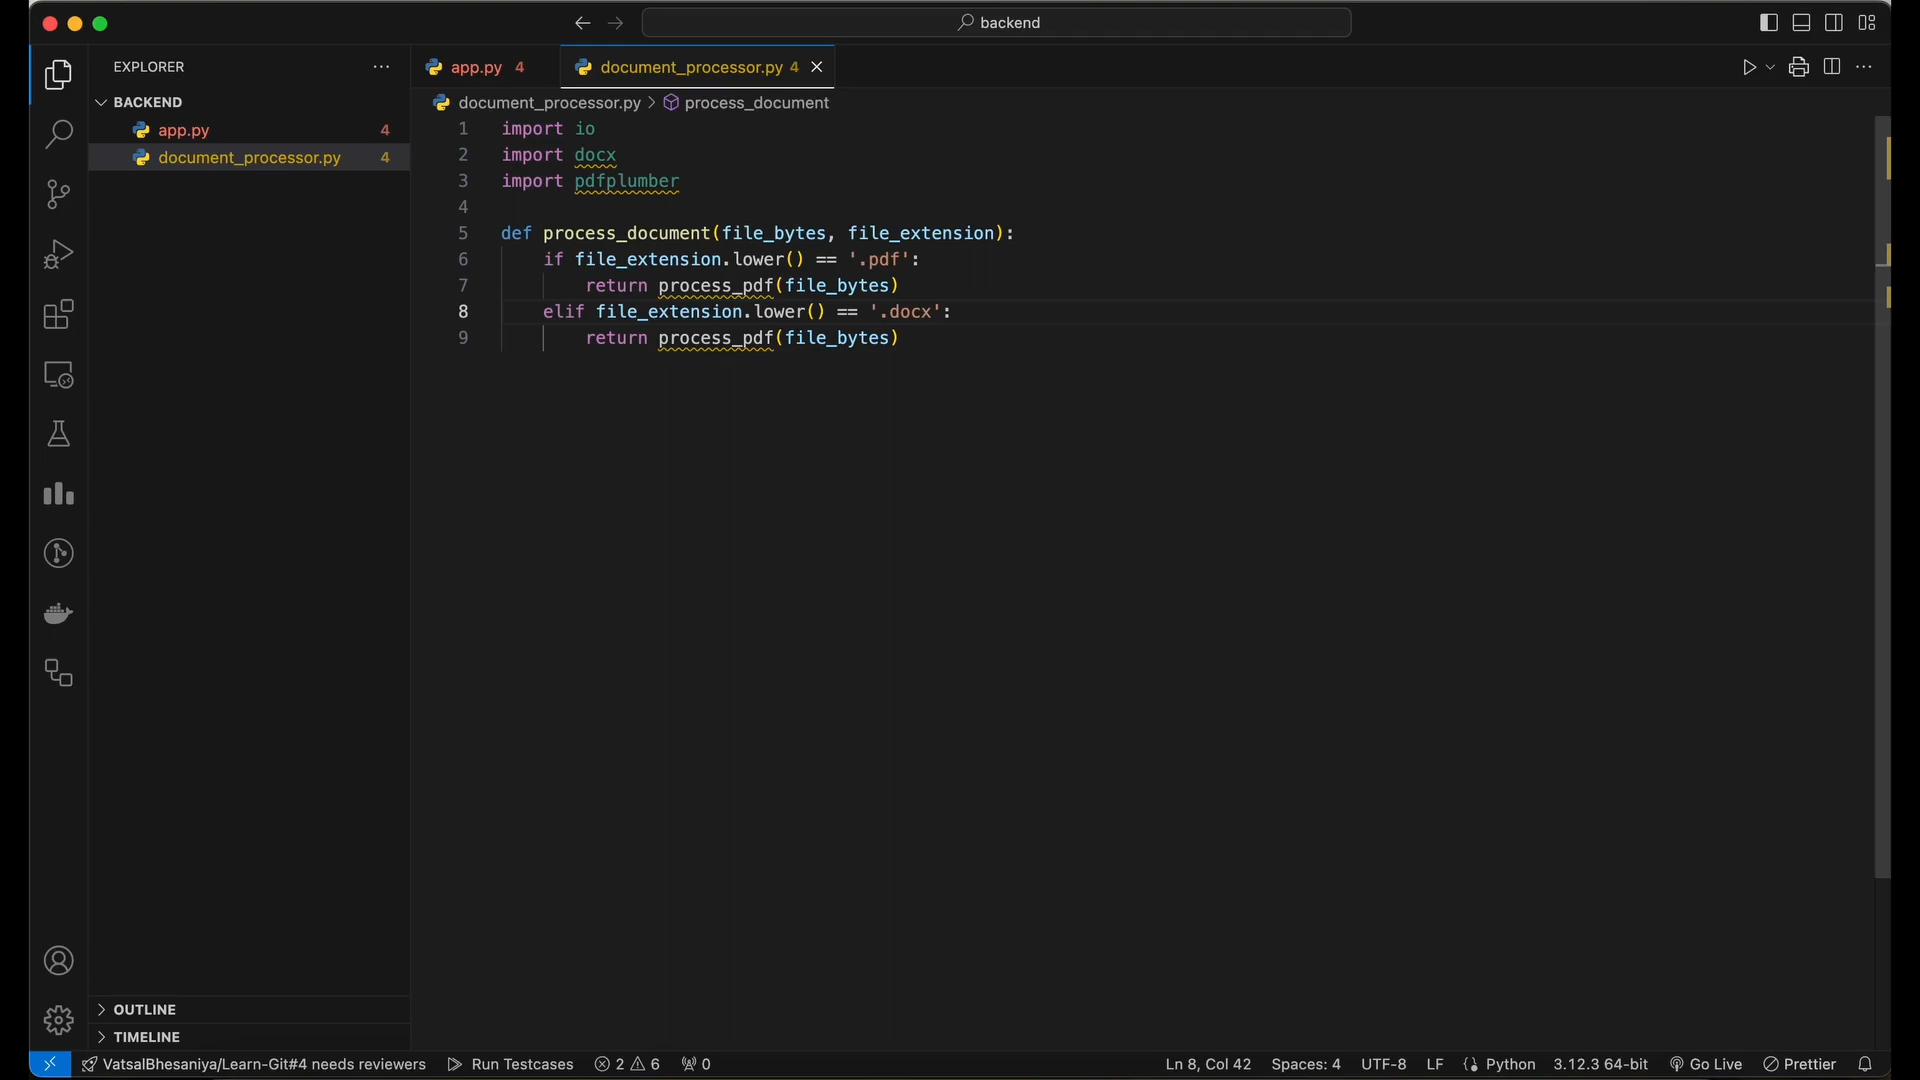 backend
EXPLORER
BACKEND
app.py 4
document_processor.py 4
app.py 4
document_processor.py 4
document_processor.py > process_document
1 import io
2 import docx
3 import pdfplumber
4
5 def process_document(file_bytes, file_extension):
6 if file_extension.lower() == '.pdf':
7 return process_pdf(file_bytes)
8 elif file_extension.lower() == '.docx':
9 return process_pdf(file_bytes)
OUTLINE
TIMELINE
VatsalBhesaniya/Learn-Git#4 needs reviewers Run Testcases 2 6 0 Ln 8, Col 42 Spaces: 4 UTF-8 LF Python 3.12.3 64-bit Go Live Prettier